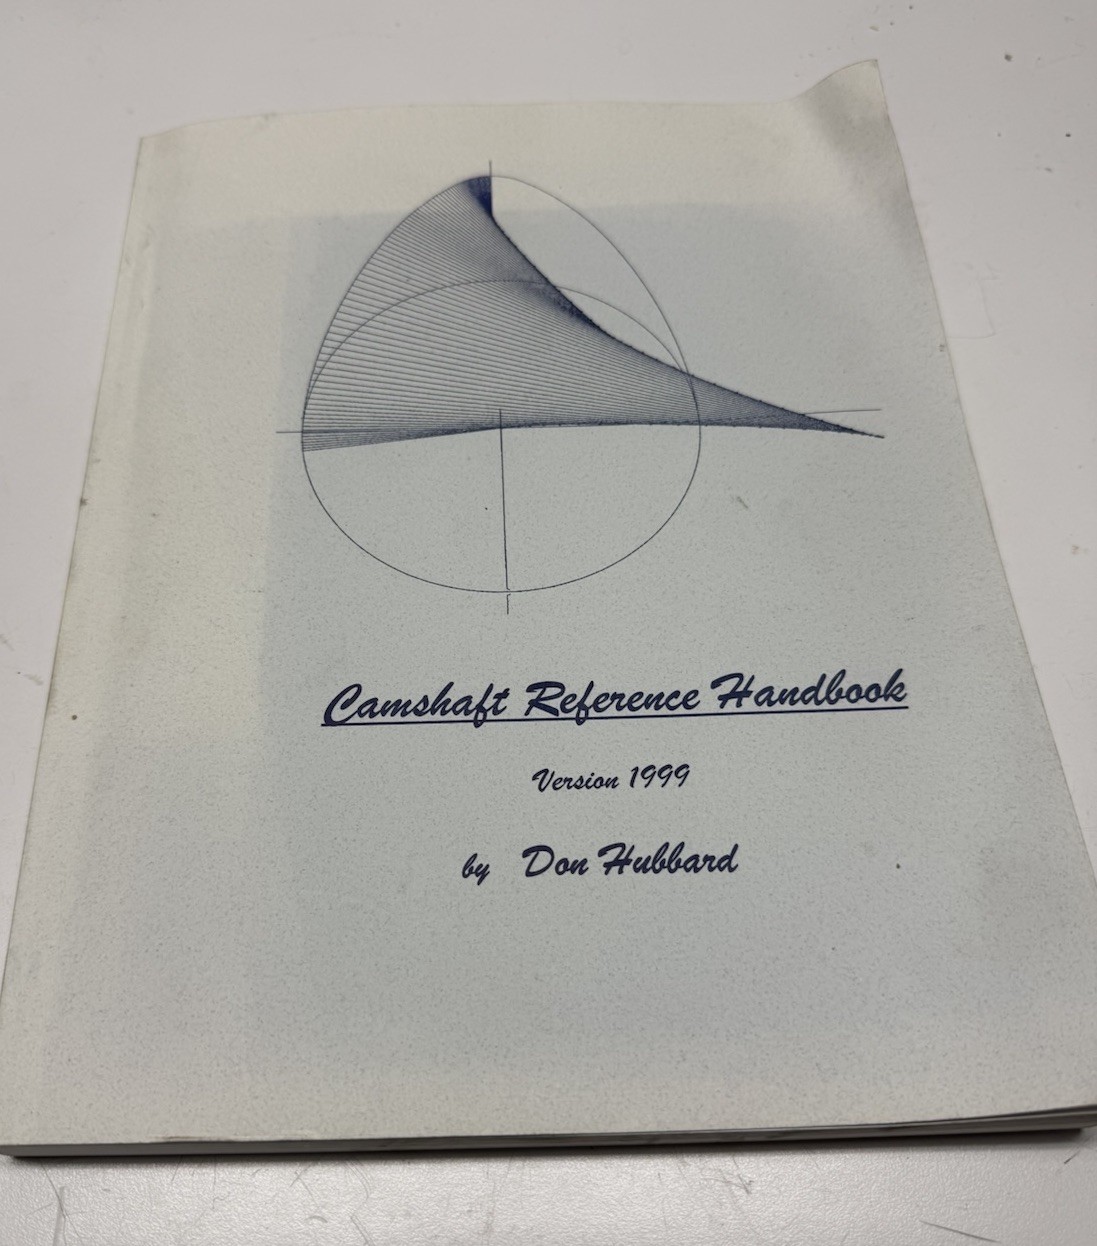 Camshaft Reference Handbook
Version 1999
by Don Hubbard